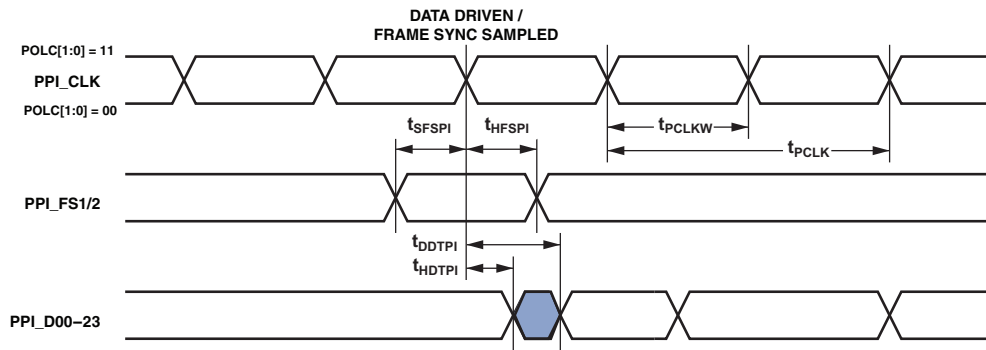 DATA DRIVEN /
FRAME SYNC SAMPLED
POLC[1:0] = 11
PPI_CLK
POLC[1:0] = 00
tSFSPI
tHFSPI
tPCLKW
tPCLK
PPI_FS1/2
tDDTPI
tHDTPI
PPI_D00–23